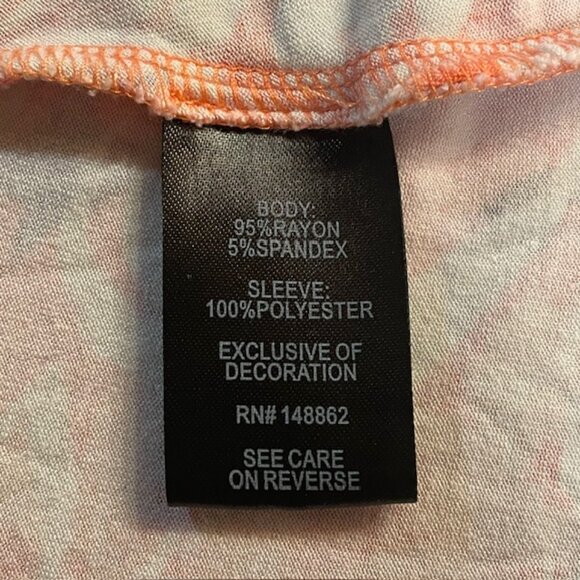 BODY:
95%RAYON
5%SPANDEX
SLEEVE:
100%POLYESTER
EXCLUSIVE OF
DECORATION
RN# 148862
SEE CARE
ON REVERSE